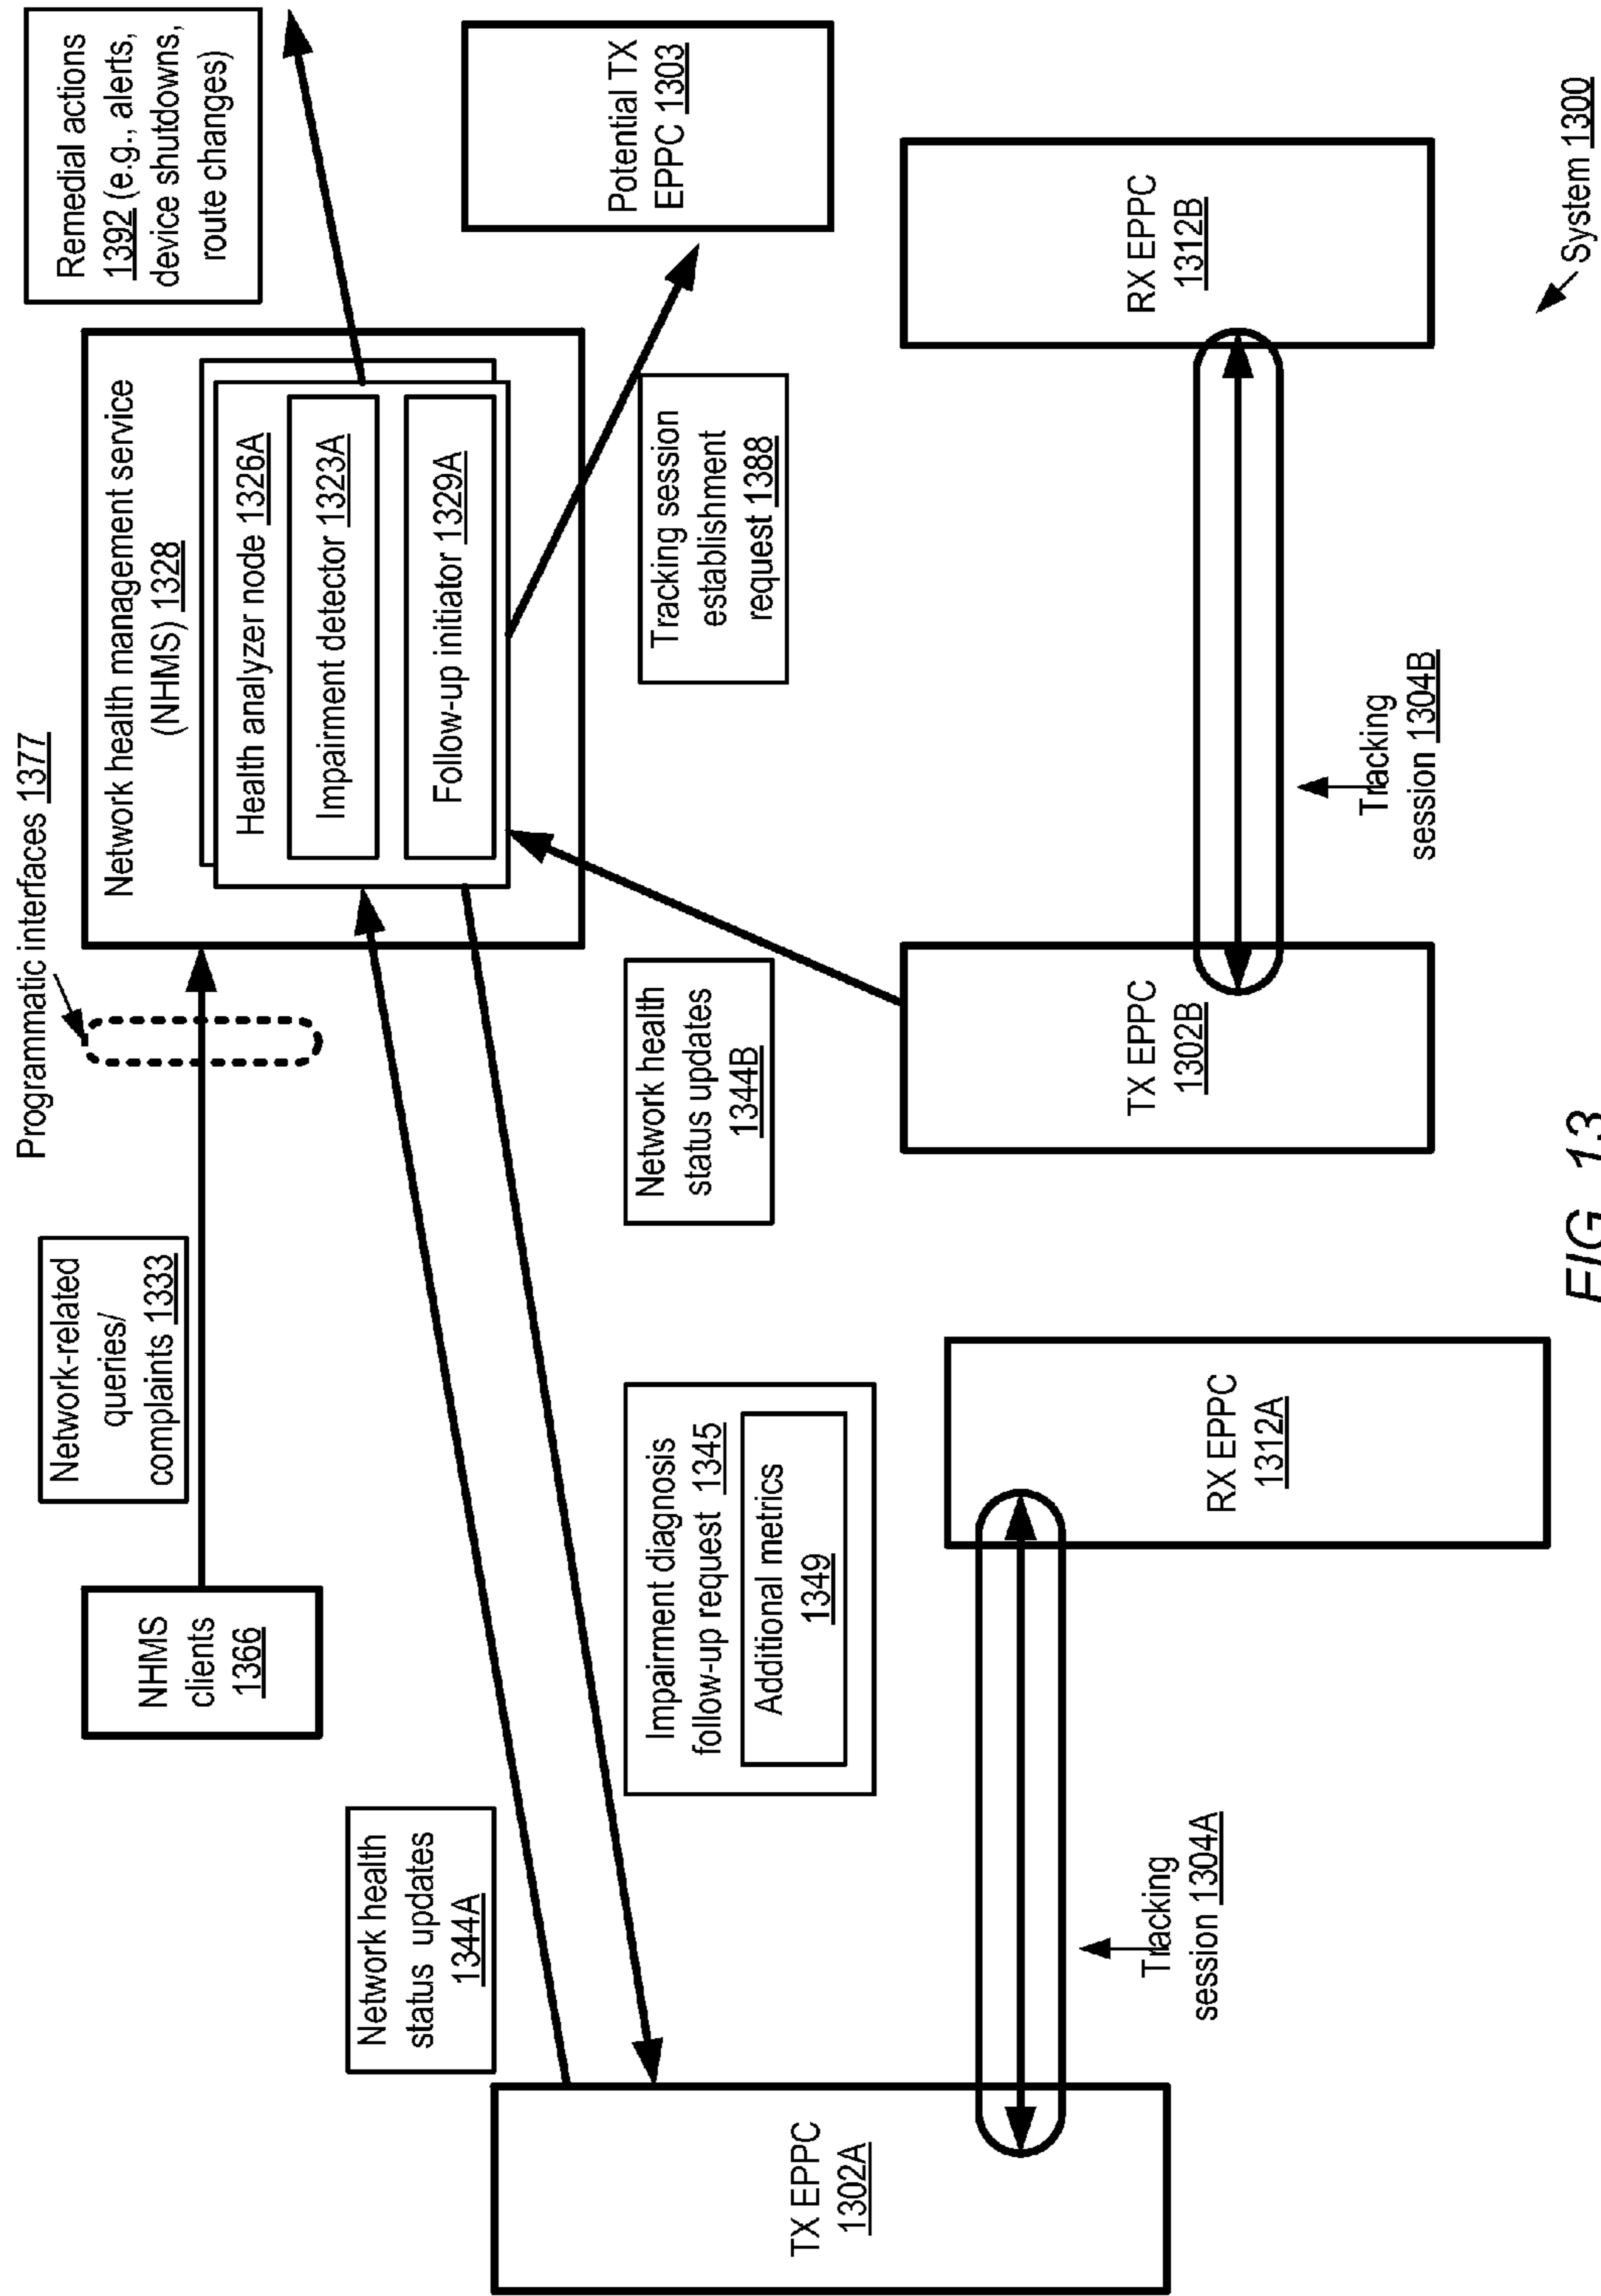 NHMS
clients
1366
Network-related
queries/
complaints 1333
Programmatic interfaces 1377
Network health management service
(NHMS) 1328
Health analyzer node 1326A
Impairment detector 1323A
Follow-up initiator 1329A
Remedial actions
1392 (e.g., alerts,
device shutdowns,
route changes)
Network health
status updates
1344A
Impairment diagnosis
follow-up request 1345
Additional metrics
1349
Network health
status updates
1344B
Tracking session
establishment
request 1388
Potential TX
EPPC 1303
TX EPPC
1302A
Tracking
session 1304A
RX EPPC
1312A
TX EPPC
1302B
Tracking
session 1304B
RX EPPC
1312B
System 1300
FIG. 13